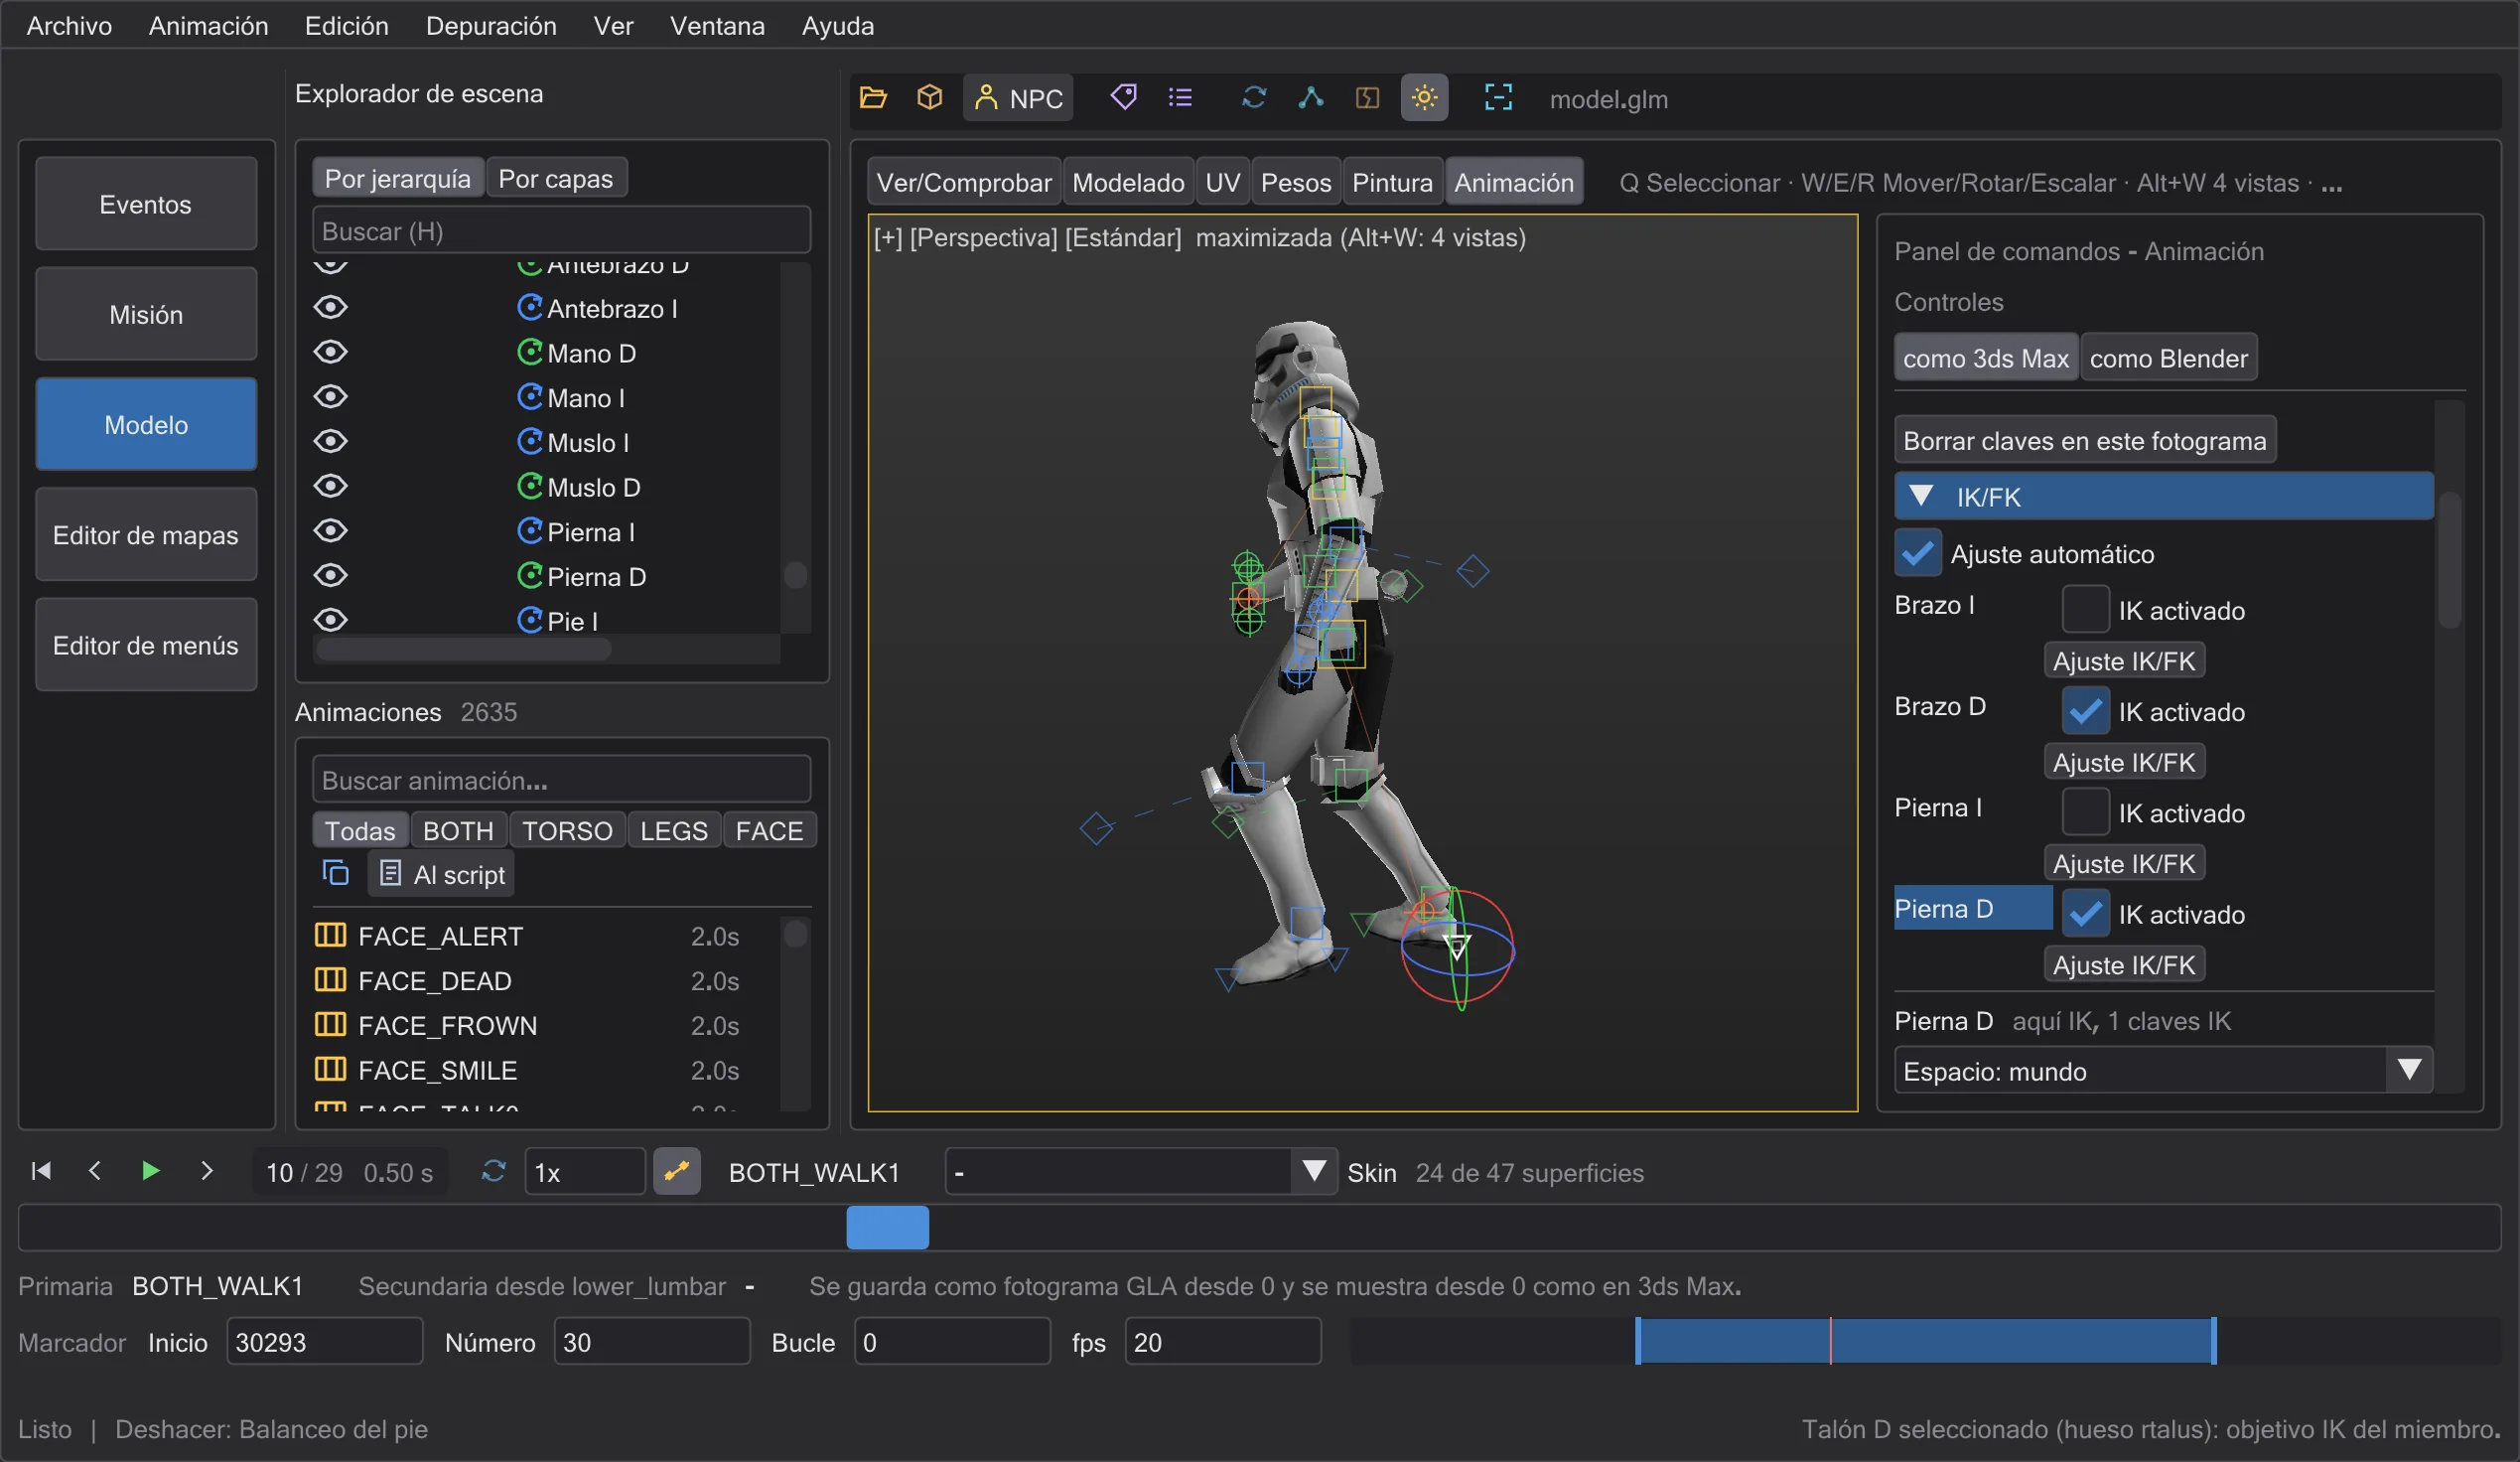 Archivo Animación Edición Depuración Ver Ventana Ayuda
Explorador de escena
NPC
model.glm
Eventos
Misión
Modelo
Editor de mapas
Editor de menús
Por jerarquía Por capas
Buscar (H)
Antebrazo D
Antebrazo I
Mano D
Mano I
Muslo I
Muslo D
Pierna I
Pierna D
Pie I
Animaciones 2635
Buscar animación...
Todas BOTH TORSO LEGS FACE
AI script
FACE_ALERT 2.0s
FACE_DEAD 2.0s
FACE_FROWN 2.0s
FACE_SMILE 2.0s
Ver/Comprobar Modelado UV Pesos Pintura Animación
Q Seleccionar · W/E/R Mover/Rotar/Escalar · Alt+W 4 vistas · ...
[+] [Perspectiva] [Estándar] maximizada (Alt+W: 4 vistas)
Panel de comandos - Animación
Controles
como 3ds Max como Blender
Borrar claves en este fotograma
IK/FK
Ajuste automático
Brazo I IK activado
Ajuste IK/FK
Brazo D IK activado
Ajuste IK/FK
Pierna I IK activado
Ajuste IK/FK
Pierna D IK activado
Ajuste IK/FK
Pierna D aquí IK, 1 claves IK
Espacio: mundo
10 / 29 0.50 s 1x BOTH_WALK1 - Skin 24 de 47 superficies
Primaria BOTH_WALK1 Secundaria desde lower_lumbar - Se guarda como fotograma GLA desde 0 y se muestra desde 0 como en 3ds Max.
Marcador Inicio 30293 Número 30 Bucle 0 fps 20
Listo | Deshacer: Balanceo del pie
Talón D seleccionado (hueso rtalus): objetivo IK del miembro.